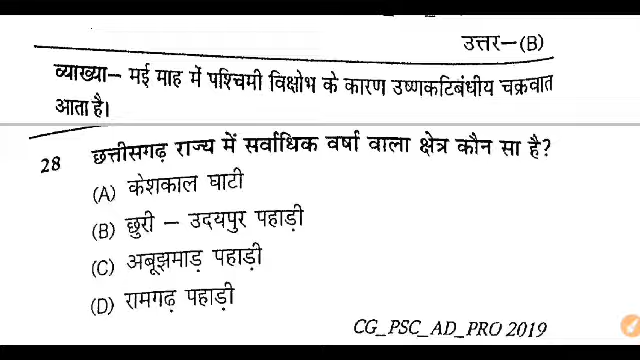 उत्तर–(B)
व्याख्या– मई माह में पश्चिमी विक्षोभ के कारण उष्णकटिबंधीय चक्रवात
आता है।
28 छत्तीसगढ़ राज्य में सर्वाधिक वर्षा वाला क्षेत्र कौन सा है?
(A) केशकाल घाटी
(B) छुरी – उदयपुर पहाड़ी
(C) अबूझमाड़ पहाड़ी
(D) रामगढ़ पहाड़ी
CG_PSC_AD_PRO 2019